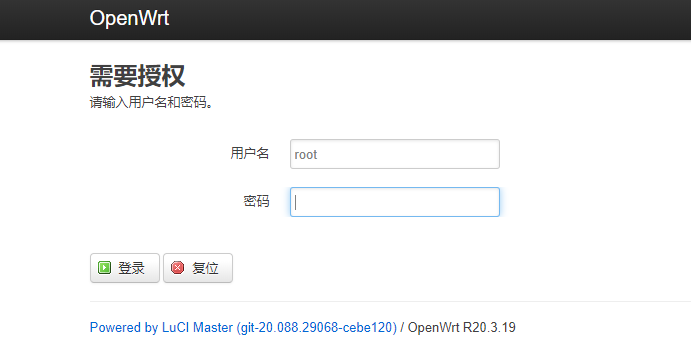 OpenWrt
需要授权
请输入用户名和密码。
用户名 root
密码
登录 复位
Powered by LuCI Master (git-20.088.29068-cebe120) / OpenWrt R20.3.19